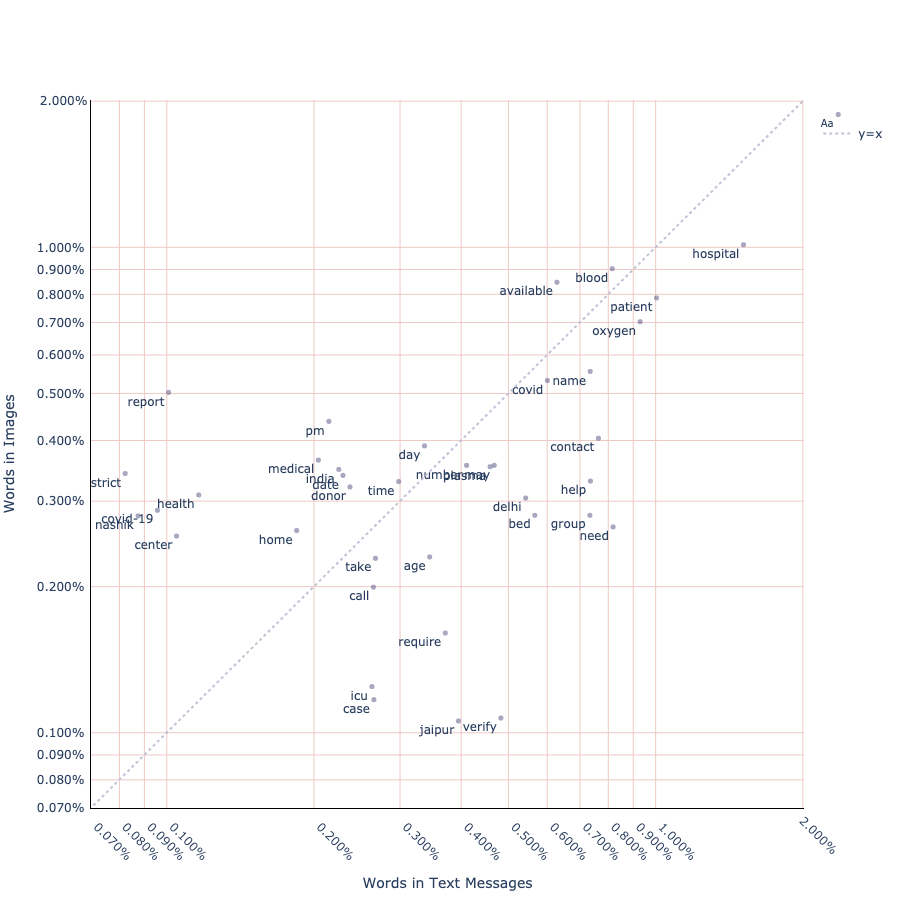 2.000%
Aa
y=x
1.000%
hospital
0.900%
blood
available
0.800%
patient
0.700%
oxygen
0.600%
name
covid
0.500%
report
0.400%
pm
contact
day
medical
number
may
plasma
india
strict
date
help
time
donor
0.300%
health
delhi
covid-19
nashik
bed
group
need
home
center
take
age
0.200%
call
require
icu
case
verify
jaipur
0.100%
0.090%
0.080%
0.070%
Words in Images
0.070%
0.080%
0.090%
0.100%
0.200%
0.300%
0.400%
0.500%
0.600%
0.700%
0.800%
0.900%
1.000%
2.000%
Words in Text Messages